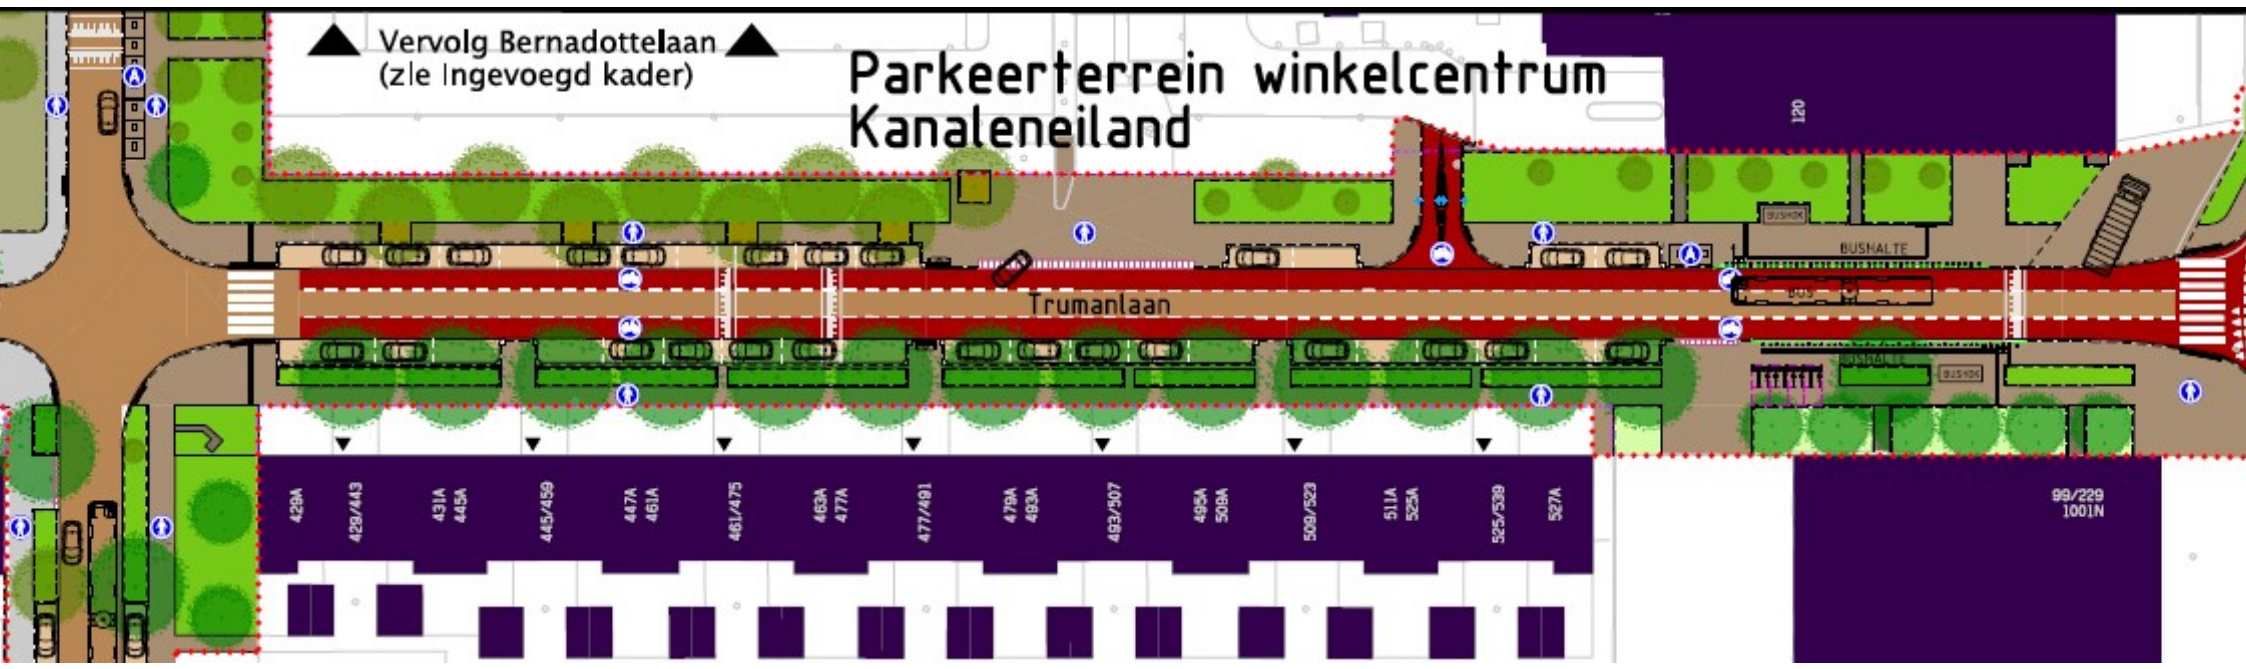 Vervolg Bernadottelaan
(zIe Ingevoegd kader)
Parkeerterrein winkelcentrum
Kanaleneiland
120
A
BUSHOK
BUSHALTE
A
BUS
Trumanlaan
BUSHALTE
BUSHOK
429A
429/443
431A
445A
445/459
447A
461A
461/475
463A
477A
477/491
479A
493A
493/507
495A
509A
509/523
511A
525A
525/539
527A
99/229
1001N